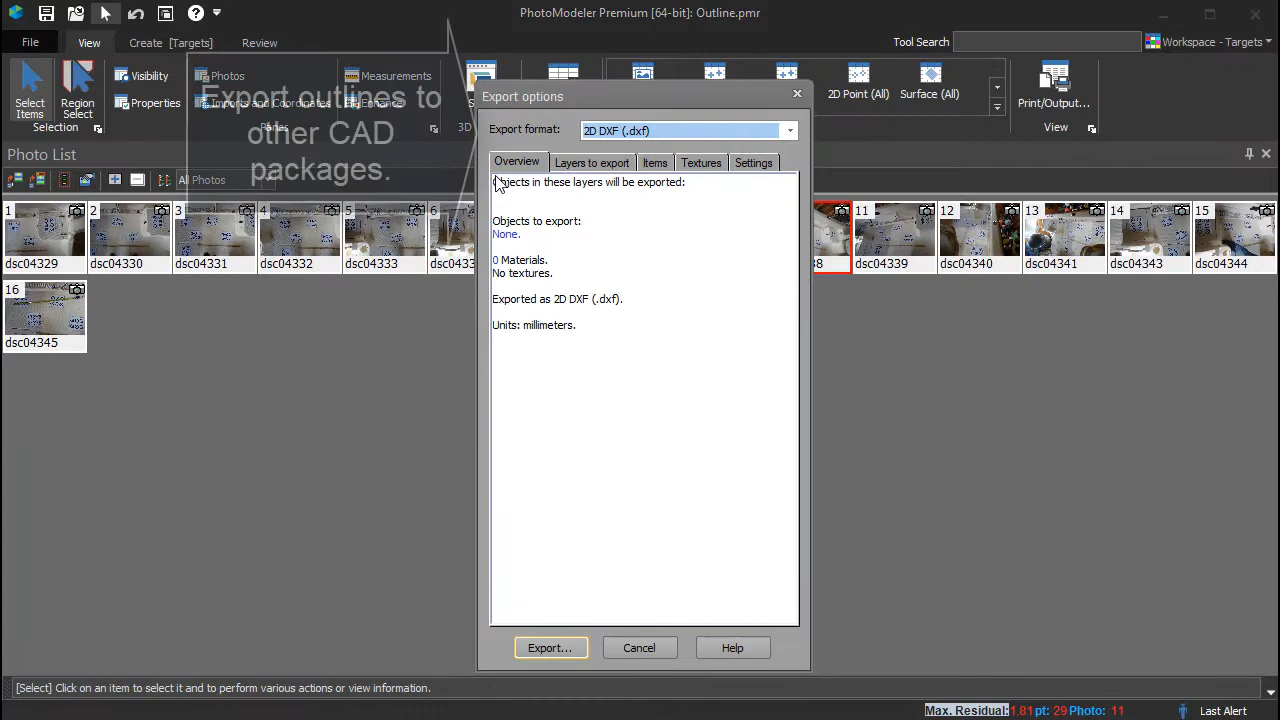 PhotoModeler Premium [64-bit]: Outline.pmr
File
View
Create [Targets]
Review
Tool Search
Workspace - Targets
Select Items
Region Select
Selection
Visibility
Properties
Photos
Imports and Coordinates
Measurements
Enhance
Planes
3D
2D Point (All)
Surface (All)
Print/Output...
View
Export outlines to
other CAD
packages.
Photo List
All Photos
1 dsc04329
2 dsc04330
3 dsc04331
4 dsc04332
5 dsc04333
6
11 dsc04339
12 dsc04340
13 dsc04341
14 dsc04343
15 dsc04344
16 dsc04345
Export options
Export format:
2D DXF (.dxf)
Overview
Layers to export
Items
Textures
Settings
Objects in these layers will be exported:
Objects to export:
None.
0 Materials.
No textures.
Exported as 2D DXF (.dxf).
Units: millimeters.
Export...
Cancel
Help
[Select] Click on an item to select it and to perform various actions or view information.
Max. Residual: 1.81 pt: 29 Photo: 11
Last Alert